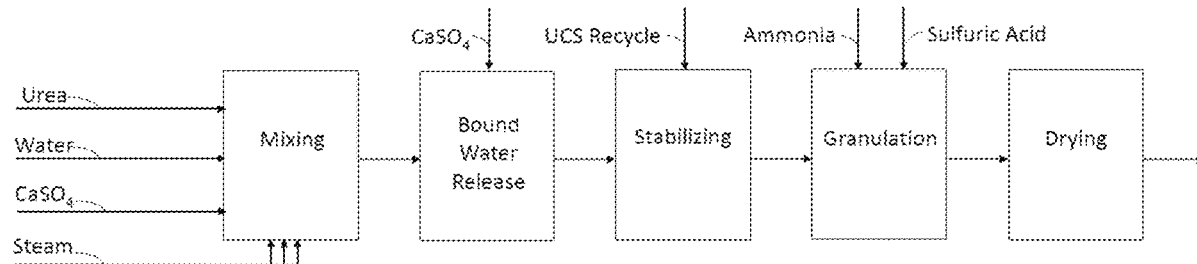 CaSO₄
UCS Recycle
Ammonia
Sulfuric Acid
Urea
Water
CaSO₄
Steam
Mixing
Bound
Water
Release
Stabilizing
Granulation
Drying